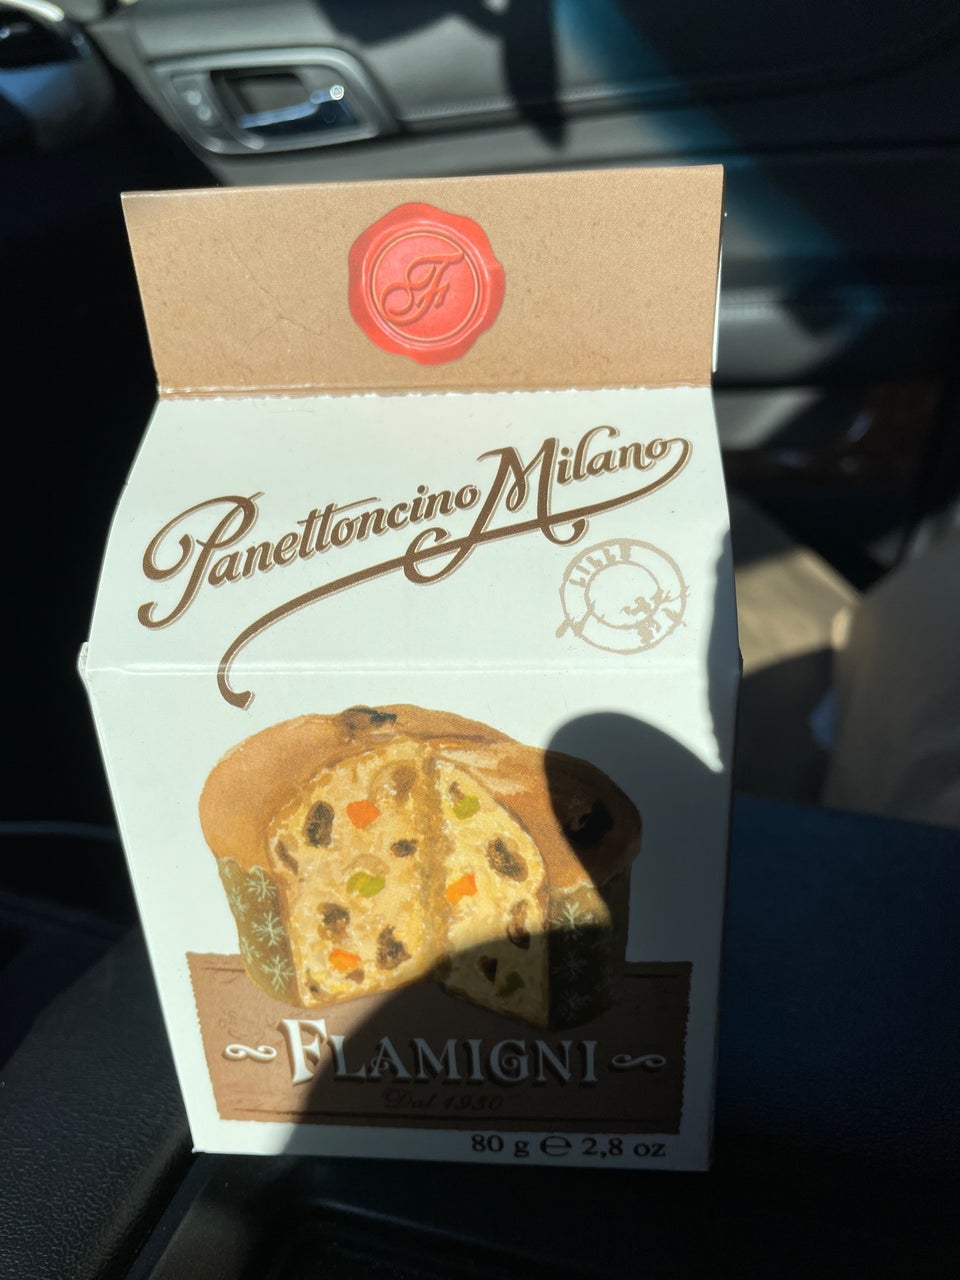 F
Panettoncino Milano
FLAMIGNI
Dal 1930
80 g ℮ 2,8 oz